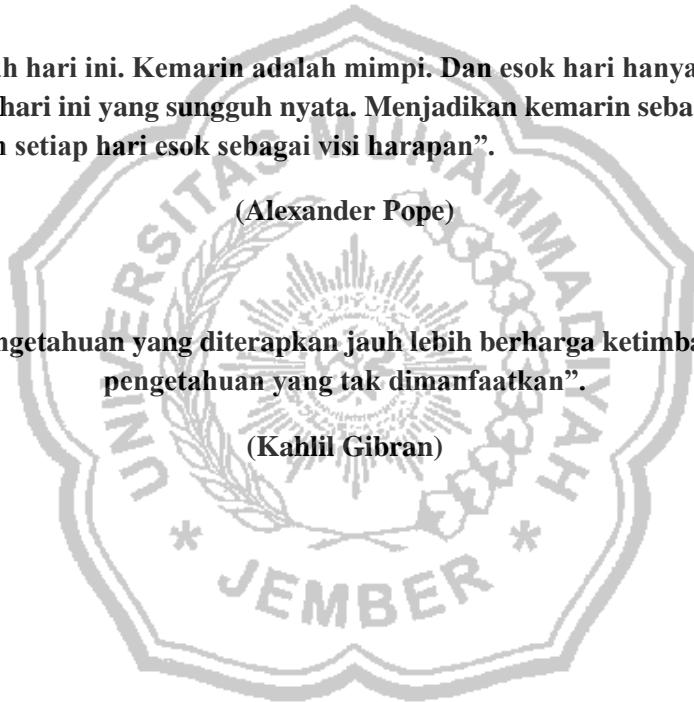 h hari ini. Kemarin adalah mimpi. Dan esok hari hanya
hari ini yang sungguh nyata. Menjadikan kemarin seba
setiap hari esok sebagai visi harapan”.
(Alexander Pope)
ngetahuan yang diterapkan jauh lebih berharga ketimba
pengetahuan yang tak dimanfaatkan”.
(Kahlil Gibran)
UNIVERSITAS MUHAMMADIYAH
* JEMBER *